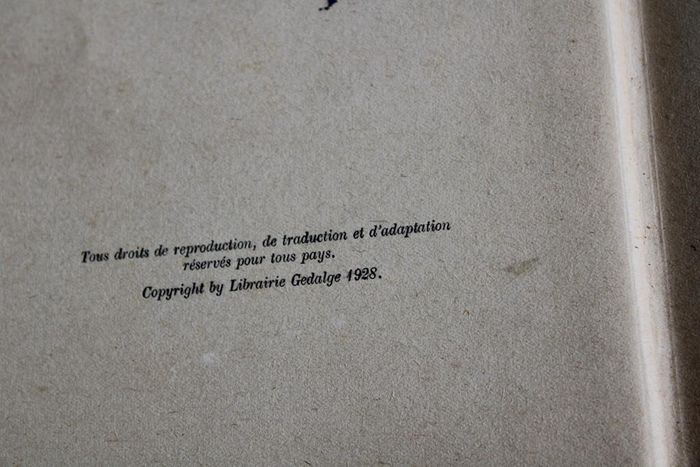 Tous droits de reproduction, de traduction et d'adaptation
réservés pour tous pays.
Copyright by Librairie Gedalge 1928.